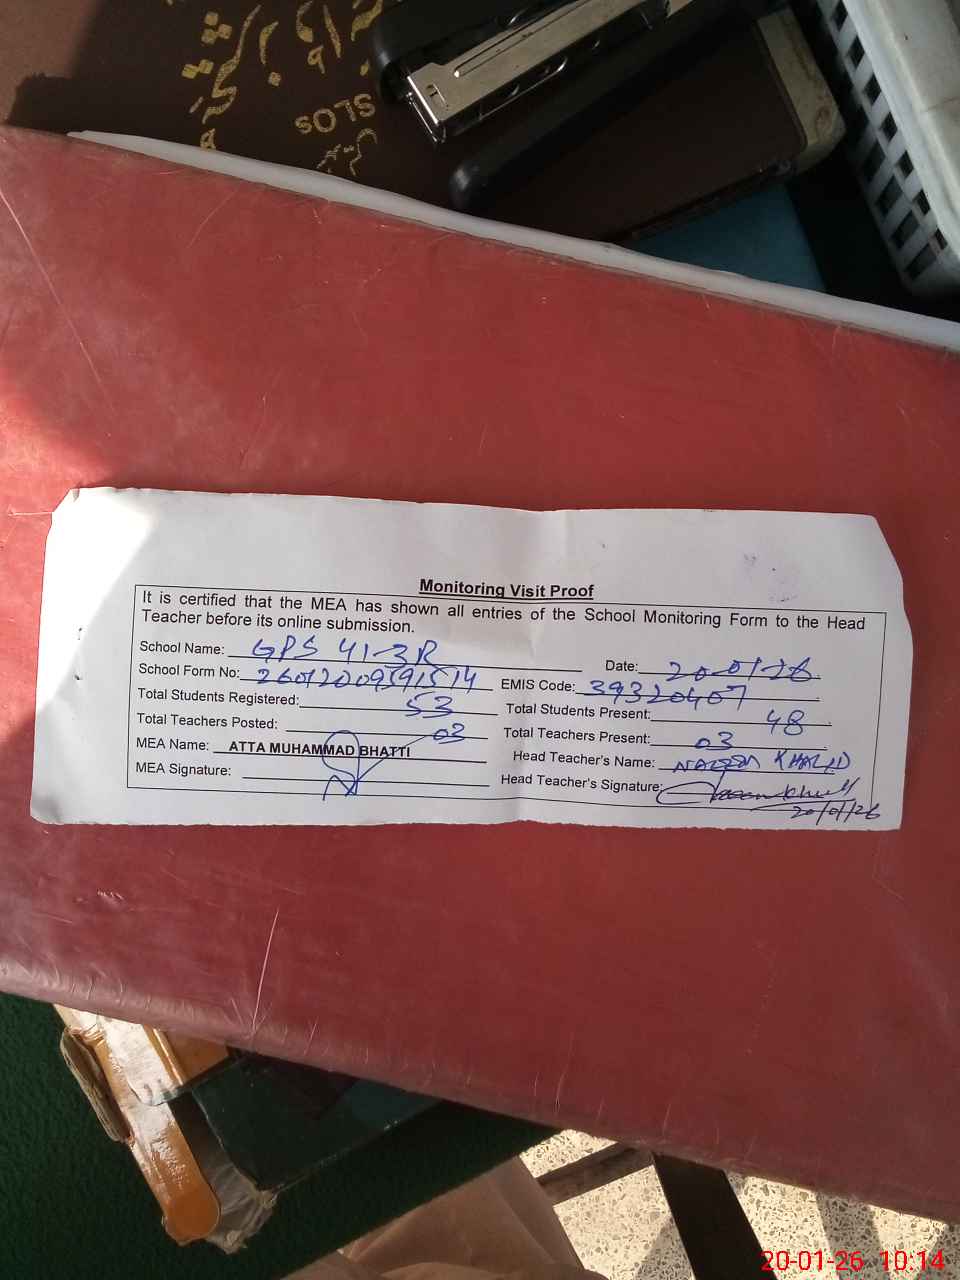 SLOS
Monitoring Visit Proof
It is certified that the MEA has shown all entries of the School Monitoring Form to the Head
Teacher before its online submission.
School Name: GPS 41-3R
Date: 20-01-26
School Form No:
EMIS Code: 39320407
Total Students Registered: 53
Total Students Present: 48
Total Teachers Posted: 03
Total Teachers Present: 03
MEA Name: ATTA MUHAMMAD BHATTI
Head Teacher's Name: KHALID
MEA Signature:
Head Teacher's Signature:
20/01/26
20-01-26 10:14